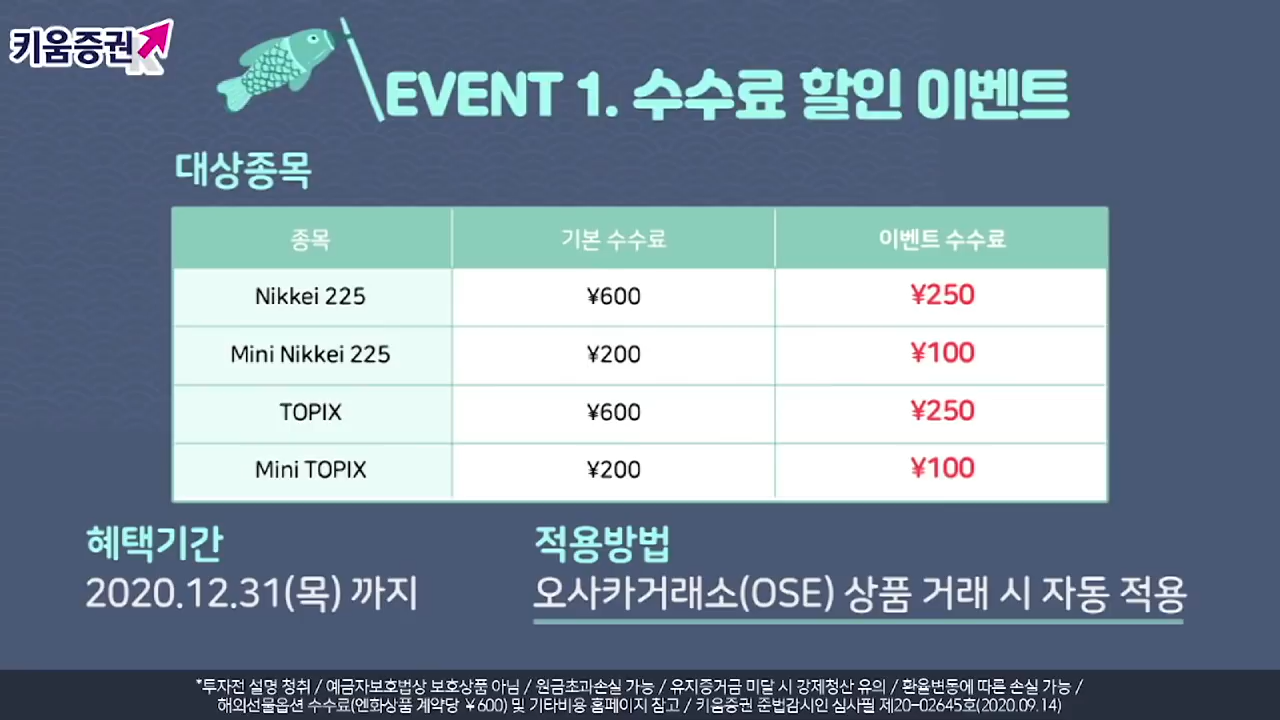 키움증권
EVENT 1. 수수료 할인 이벤트
대상종목
종목 기본 수수료 이벤트 수수료
Nikkei 225 ¥600 ¥250
Mini Nikkei 225 ¥200 ¥100
TOPIX ¥600 ¥250
Mini TOPIX ¥200 ¥100
혜택기간 적용방법
2020.12.31(목) 까지 오사카거래소(OSE) 상품 거래 시 자동 적용
*투자전 설명 청취 / 예금자보호법상 보호상품 아님 / 원금초과손실 가능 / 유지증거금 미달 시 강제청산 유의 / 환율변동에 따른 손실 가능 /
해외선물옵션 수수료(엔화상품 계약당 ¥600) 및 기타비용 홈페이지 참고 / 키움증권 준법감시인 심사필 제20-02645호(2020.09.14)